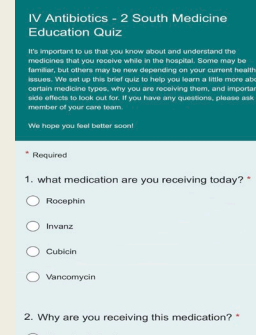 IV Antibiotics - 2 South Medicine
Education Quiz
It's important to us that you know about and understand the
medicines that you receive while in the hospital. Some may be
familiar, but others may be new depending on your current health
issues. We set up this brief quiz to help you learn a little more abo
certain medicine types, why you are receiving them, and importan
side effects to look out for. If you have any questions, please ask
member of your care team.
We hope you feel better soon!
* Required
1. what medication are you receiving today? *
Rocephin
Invanz
Cubicin
Vancomycin
2. Why are you receiving this medication? *